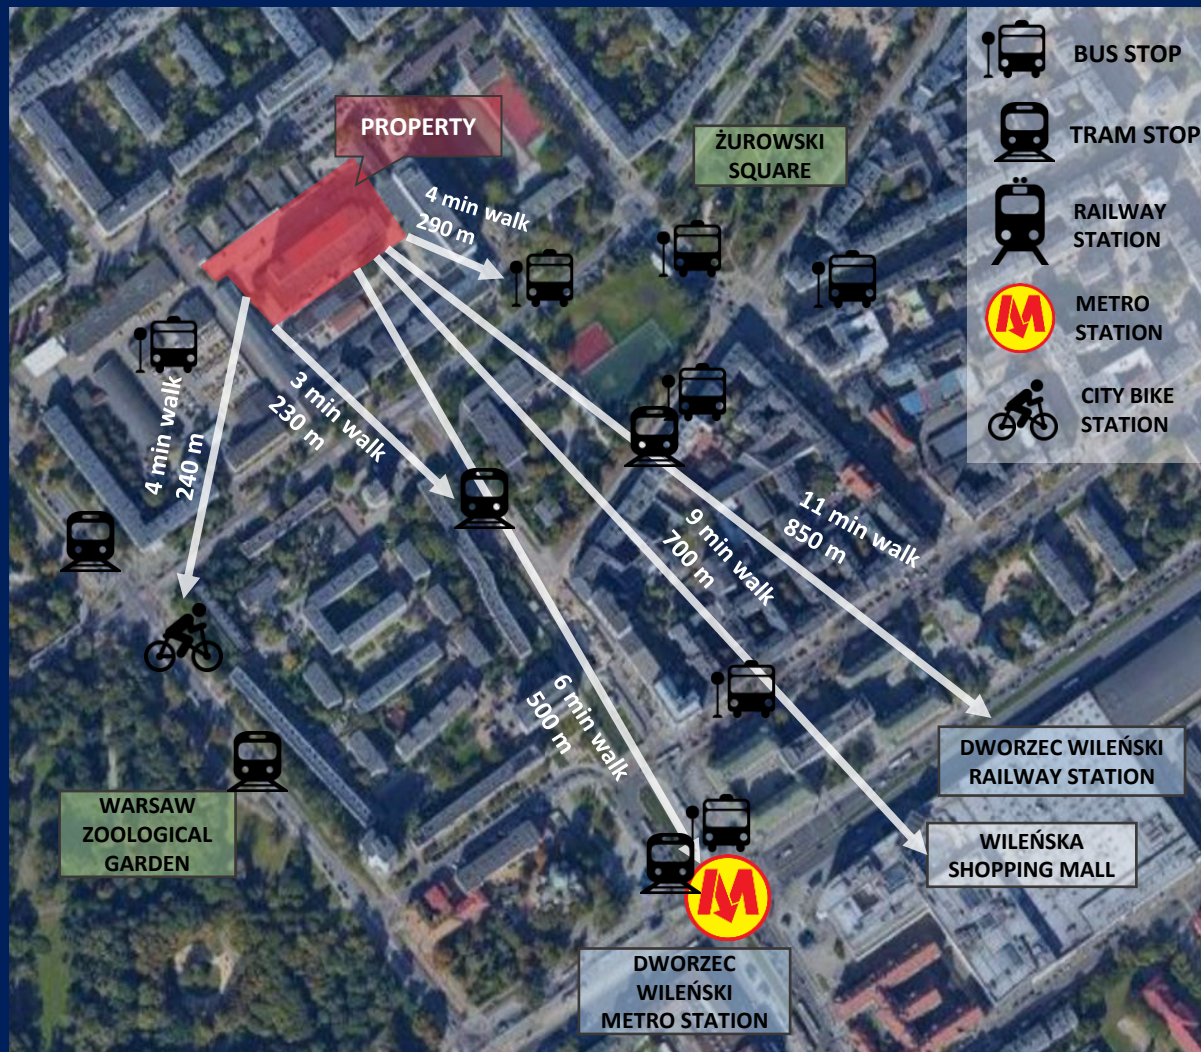 BUS STOP
TRAM STOP
RAILWAY
STATION
METRO
STATION
CITY BIKE
STATION
PROPERTY
ŻUROWSKI
SQUARE
4 min walk
290 m
3 min walk
230 m
4 min walk
240 m
11 min walk
850 m
9 min walk
700 m
6 min walk
500 m
DWORZEC WILEŃSKI
RAILWAY STATION
WARSAW
ZOOLOGICAL
GARDEN
WILEŃSKA
SHOPPING MALL
M
DWORZEC
WILEŃSKI
METRO STATION